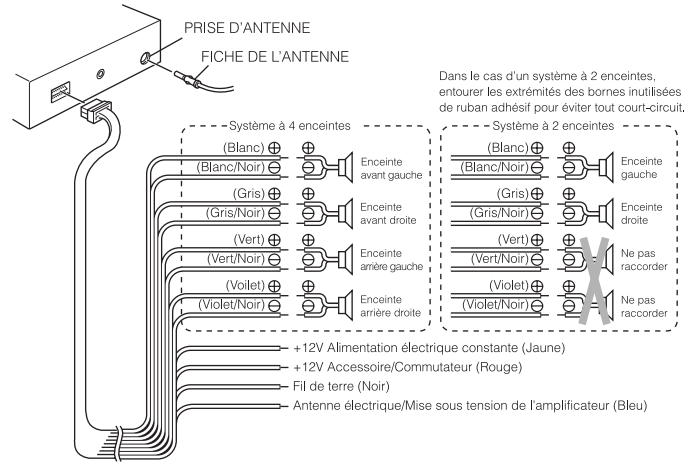 PRISE D'ANTENNE
FICHE DE L'ANTENNE
Dans le cas d'un système à 2 enceintes,
entourer les extrémités des bornes inutilisées
de ruban adhésif pour éviter tout court-circuit.
Système à 4 enceintes
(Blanc) ⊕ ⊕
(Blanc/Noir) ⊖ ⊖
Enceinte
avant gauche
(Gris) ⊕ ⊕
(Gris/Noir) ⊖ ⊖
Enceinte
avant droite
(Vert) ⊕ ⊕
(Vert/Noir) ⊖ ⊖
Enceinte
arrière gauche
(Voilet) ⊕ ⊕
(Violet/Noir) ⊖ ⊖
Enceinte
arrière droite
Système à 2 enceintes
(Blanc) ⊕ ⊕
(Blanc/Noir) ⊖ ⊖
Enceinte
gauche
(Gris) ⊕ ⊕
(Gris/Noir) ⊖ ⊖
Enceinte
droite
(Vert) ⊕ ⊕
(Vert/Noir) ⊖ ⊖
Ne pas
raccorder
(Violet) ⊕ ⊕
(Violet/Noir) ⊖ ⊖
Ne pas
raccorder
+12V Alimentation électrique constante (Jaune)
+12V Accessoire/Commutateur (Rouge)
Fil de terre (Noir)
Antenne électrique/Mise sous tension de l'amplificateur (Bleu)